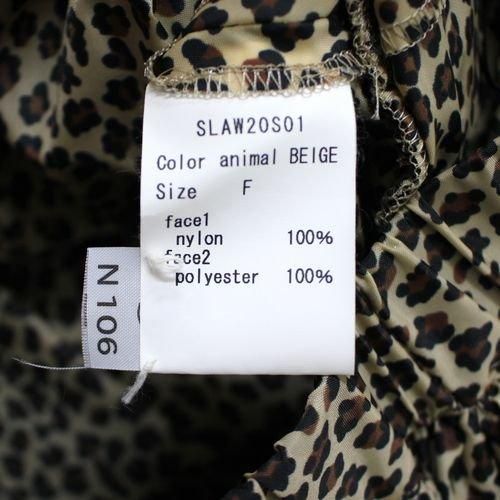 SLAW20S01
Color animal BEIGE
Size F
face1
nylon 100%
face2
polyester 100%
N106